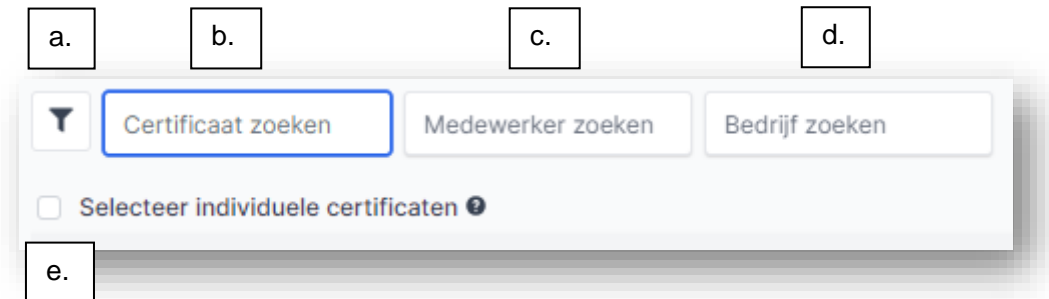 a. b. c. d.
Certificaat zoeken Medewerker zoeken Bedrijf zoeken
Selecteer individuele certificaten ?
e.